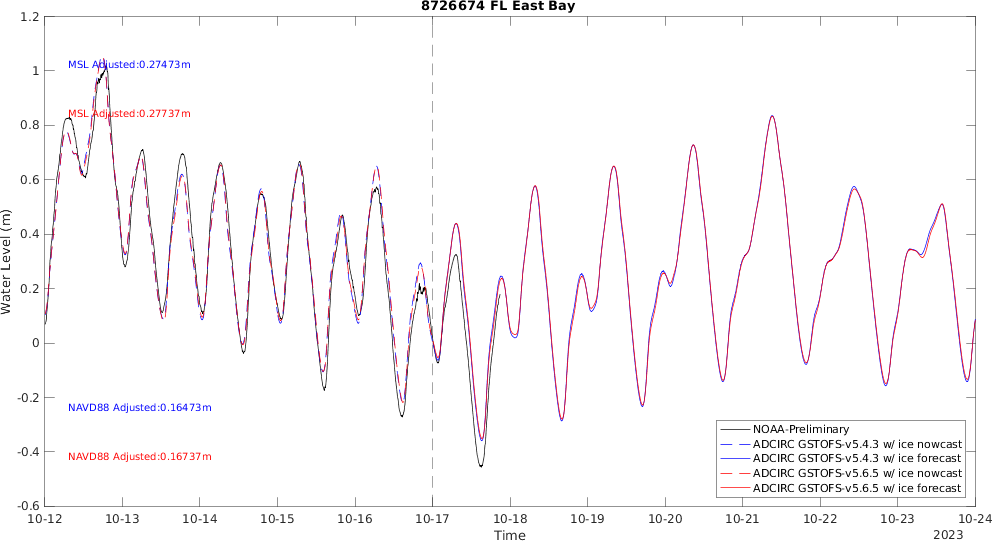 8726674 FL East Bay
1.2
1
0.8
0.6
0.4
0.2
0
-0.2
-0.4
-0.6
Water Level (m)
MSL Adjusted:0.27473m
MSL Adjusted:0.27737m
NAVD88 Adjusted:0.16473m
NAVD88 Adjusted:0.16737m
NOAA-Preliminary
ADCIRC GSTOFS-v5.4.3 w/ ice nowcast
ADCIRC GSTOFS-v5.4.3 w/ ice forecast
ADCIRC GSTOFS-v5.6.5 w/ ice nowcast
ADCIRC GSTOFS-v5.6.5 w/ ice forecast
10-12 10-13 10-14 10-15 10-16 10-17 10-18 10-19 10-20 10-21 10-22 10-23 10-24
Time
2023